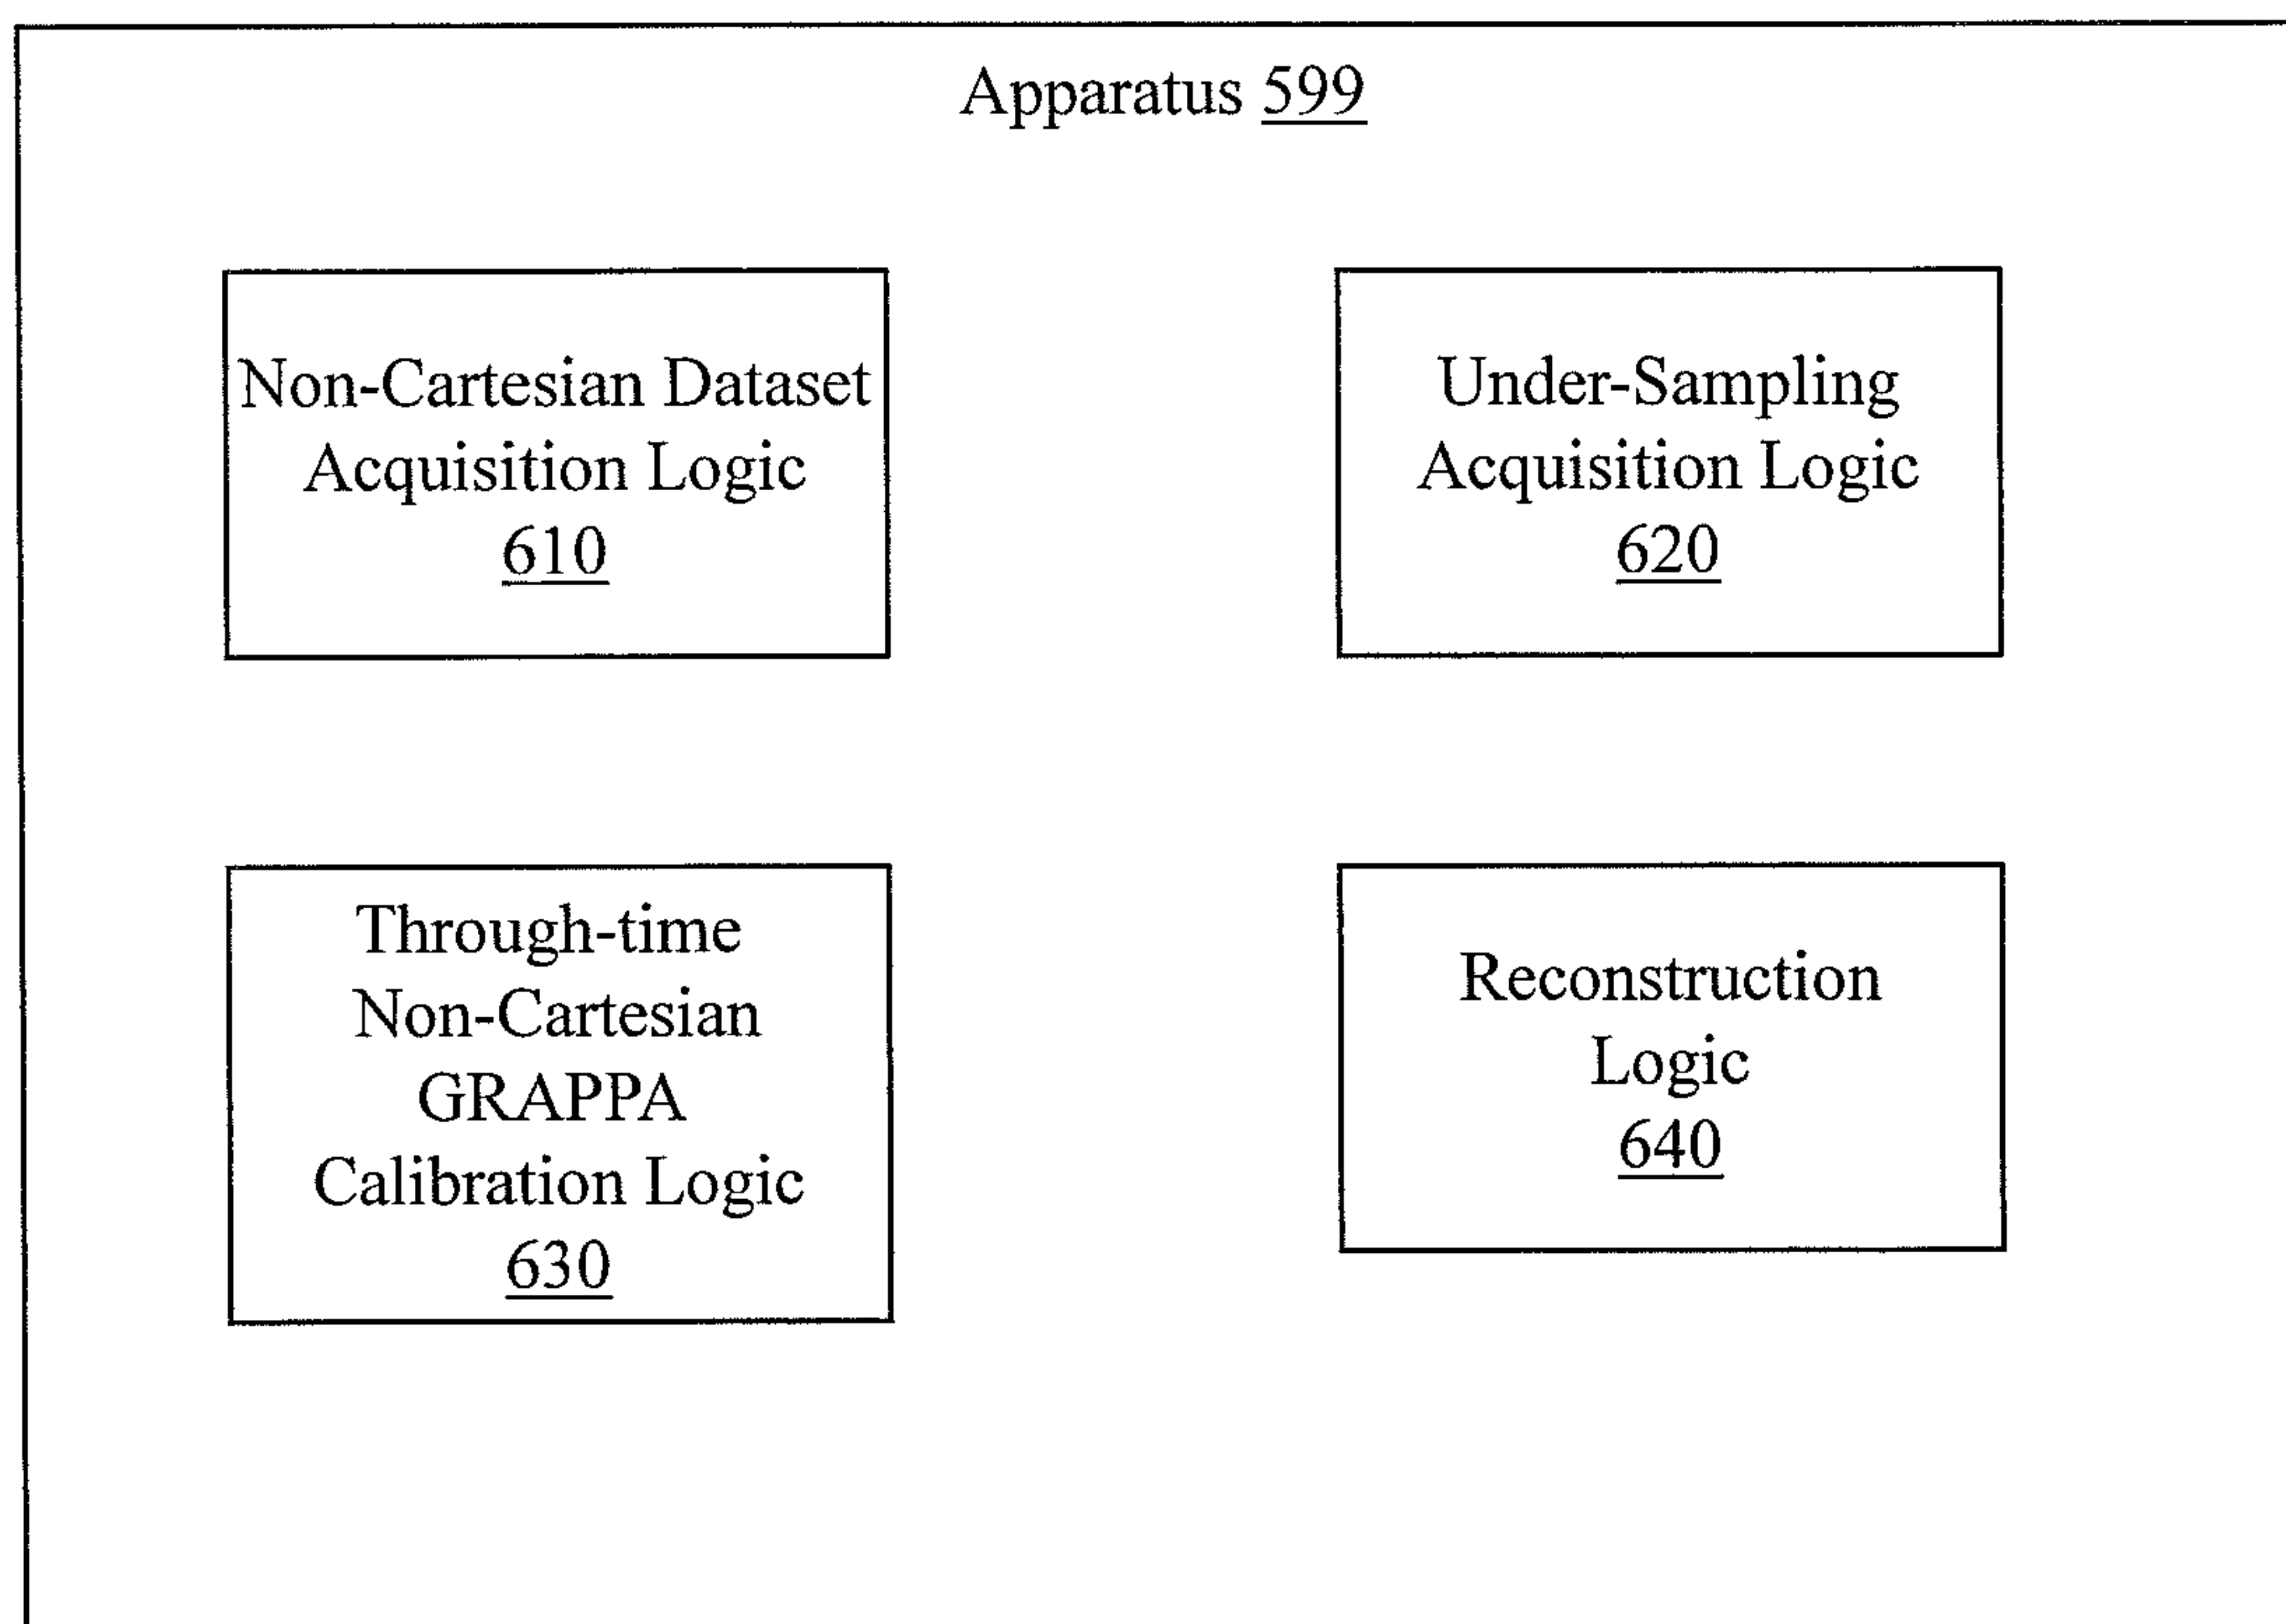 Apparatus 599
Non-Cartesian Dataset
Acquisition Logic
610
Under-Sampling
Acquisition Logic
620
Through-time
Non-Cartesian
GRAPPA
Calibration Logic
630
Reconstruction
Logic
640